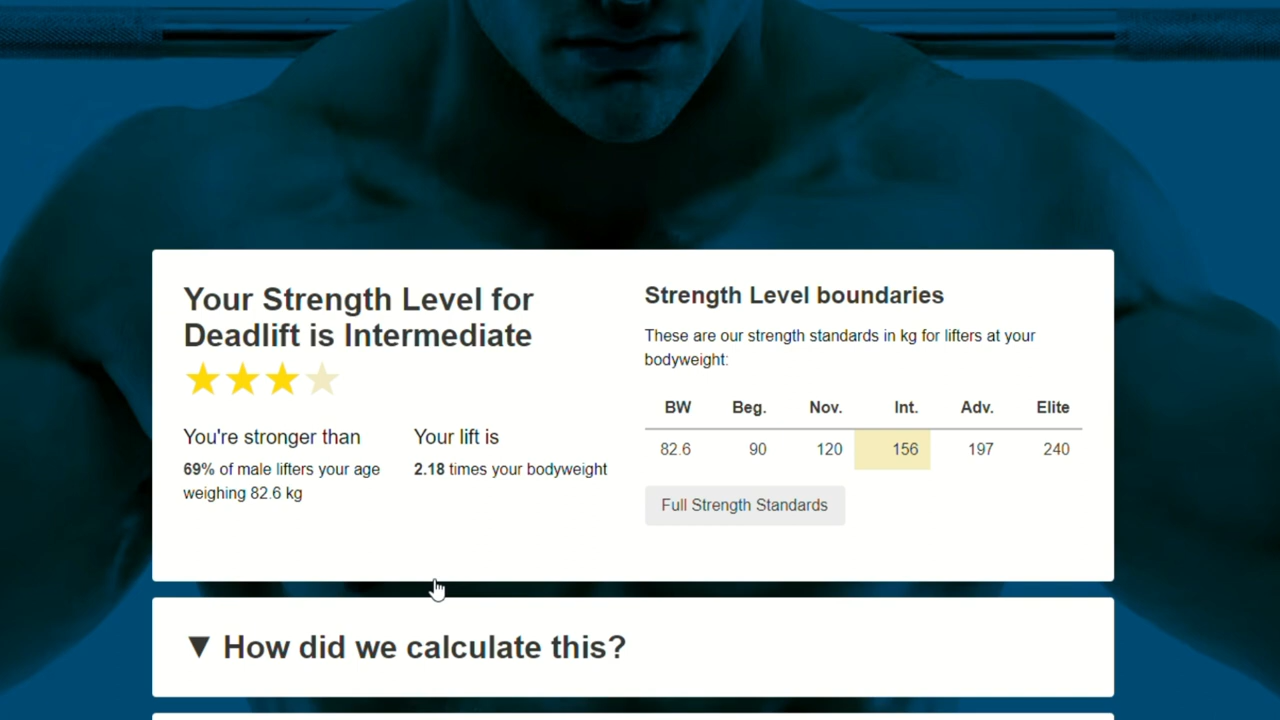 Your Strength Level for
Deadlift is Intermediate
You're stronger than
69% of male lifters your age
weighing 82.6 kg
Your lift is
2.18 times your bodyweight
Strength Level boundaries
These are our strength standards in kg for lifters at your
bodyweight:
BW Beg. Nov. Int. Adv. Elite
82.6 90 120 156 197 240
Full Strength Standards
▼ How did we calculate this?